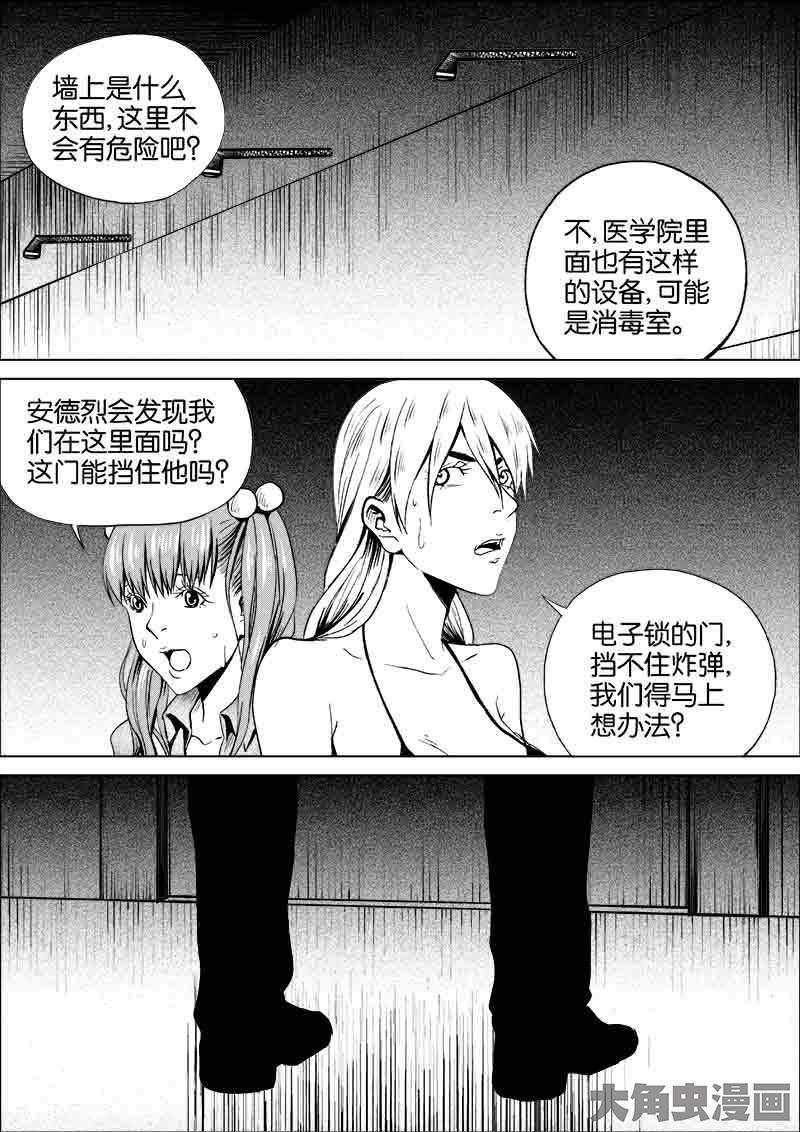 墙上是什么
东西,这里不
会有危险吧?
不,医学院里
面也有这样
的设备,可能
是消毒室。
安德烈会发现我
们在这里面吗?
这门能挡住他吗?
电子锁的门,
挡不住炸弹,
我们得马上
想办法?
大角虫漫画